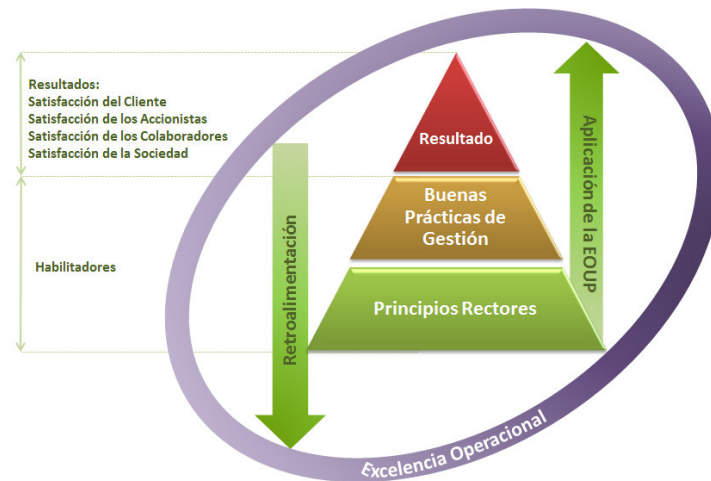 Resultados:
Satisfacción del Cliente
Satisfacción de los Accionistas
Satisfacción de los Colaboradores
Satisfacción de la Sociedad
Habilitadores
Retroalimentación
Resultado
Buenas
Prácticas de
Gestión
Principios Rectores
Aplicación de la EOUP
Excelencia Operacional